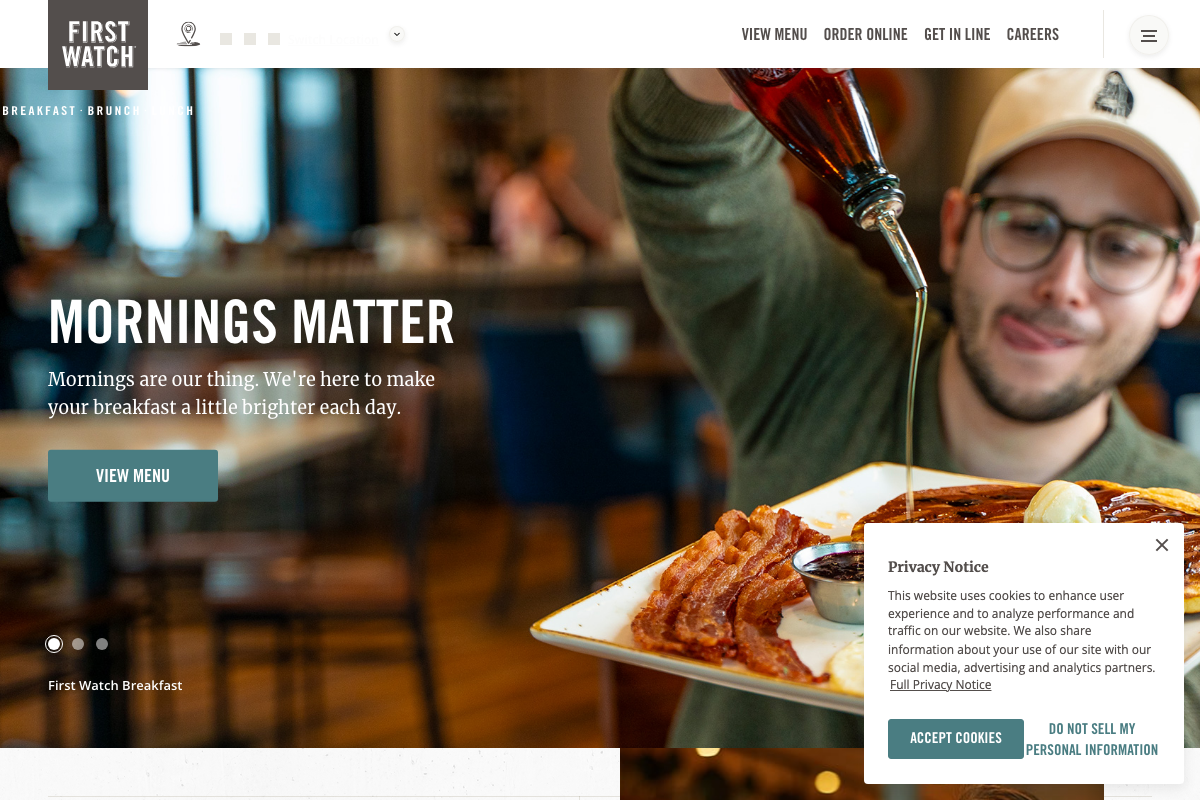 FIRST
WATCH
VIEW MENU
ORDER ONLINE
GET IN LINE
CAREERS
BREAKFAST · BRUNCH
MORNINGS MATTER
Mornings are our thing. We're here to make
your breakfast a little brighter each day.
VIEW MENU
First Watch Breakfast
Privacy Notice
This website uses cookies to enhance user
experience and to analyze performance and
traffic on our website. We also share
information about your use of our site with our
social media, advertising and analytics partners.
Full Privacy Notice
ACCEPT COOKIES
DO NOT SELL MY
PERSONAL INFORMATION